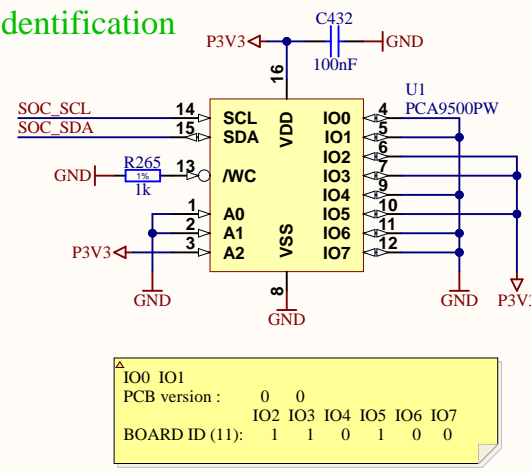 dentification
C432
P3V3 GND
100nF
16
U1
PCA9500PW
SOC_SCL 14 SCL VDD IO0 4
SOC_SDA 15 SDA IO1 5
IO2 6
R265
GND 1% 13 /WC IO3 7
1k
IO4 9
1 A0 IO5 10
2 A1 VSS IO6 11
P3V3 3 A2 IO7 12
8
GND GND GND P3V3
IO0 IO1
PCB version : 0 0
IO2 IO3 IO4 IO5 IO6 IO7
BOARD ID (11): 1 1 0 1 0 0